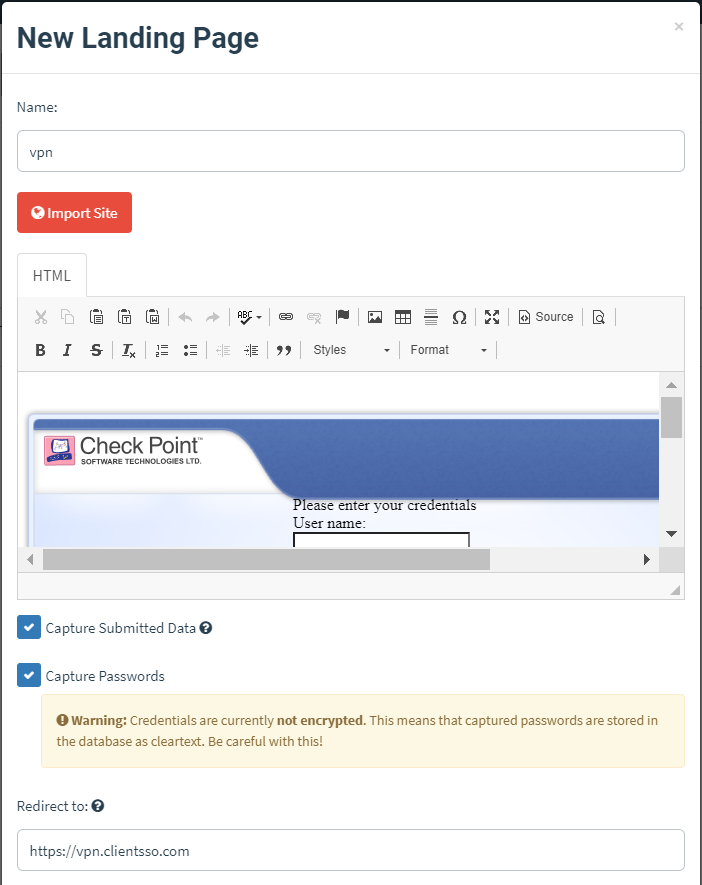 New Landing Page
×
Name:
vpn
Import Site
HTML
ABC Source
B I S Tx Styles Format
Check Point™
SOFTWARE TECHNOLOGIES LTD.
Please enter your credentials
User name:
Capture Submitted Data
Capture Passwords
Warning: Credentials are currently not encrypted. This means that captured passwords are stored in
the database as cleartext. Be careful with this!
Redirect to:
https://vpn.clientsso.com